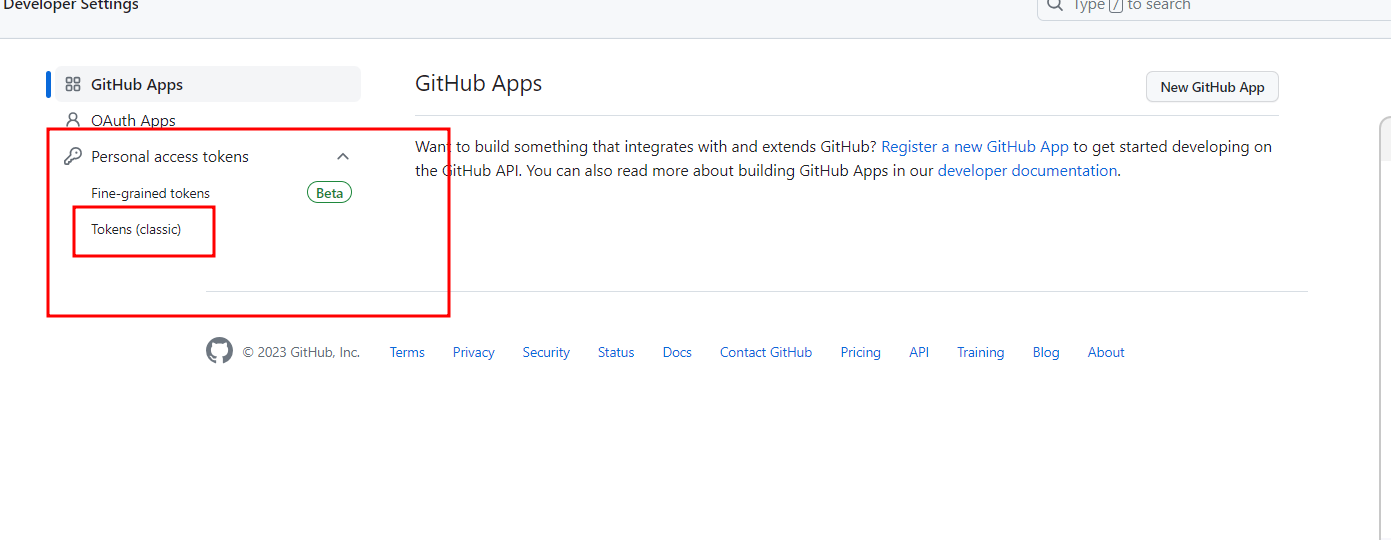 Developer Settings
Type / to search
GitHub Apps
OAuth Apps
Personal access tokens
Fine-grained tokens Beta
Tokens (classic)
GitHub Apps
New GitHub App
Want to build something that integrates with and extends GitHub? Register a new GitHub App to get started developing on
the GitHub API. You can also read more about building GitHub Apps in our developer documentation.
© 2023 GitHub, Inc. Terms Privacy Security Status Docs Contact GitHub Pricing API Training Blog About